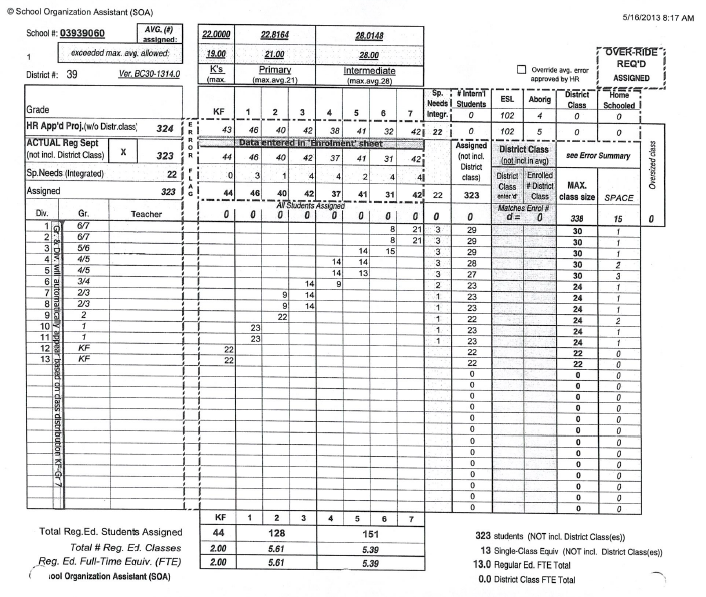 © School Organization Assistant (SOA)
5/16/2013 8:17 AM
School #: 03939060 AVG. (#) assigned: 22.0000 22.8164 28.0148
1 exceeded max. avg. allowed: 19.00 21.00 28.00
OVER-RIDE REQ'D ASSIGNED
District #: 39 Ver. BC30-1314.0 K's (max. Primary (max.avg.21) Intermediate (max.avg.28)
Override avg. error approved by HR
Grade KF 1 2 3 4 5 6 7 Sp. Needs Integr. # Intern'l Students ESL Aborig District Class Home Schooled
0 102 4 0 0
HR App'd Proj.(w/o Distr.class) 324 43 46 40 42 38 41 32 42 22 0 102 5 0 0
ERROR FLAG
ACTUAL Reg Sept (not incl. District Class) X 323 Data entered in 'Enrolment' sheet
44 46 40 42 37 41 31 42
Assigned (not incl. District class) District Class (not incl in avg) see Error Summary Oversized class
Sp.Needs (Integrated) 22 0 3 1 4 4 2 4 4
District Class enter'd Enrolled # District Class MAX. class size SPACE
Assigned 323 44 46 40 42 37 41 31 42 22 323
All Students Assigned Matches Enrol #
Div. Gr. Teacher 0 0 0 0 0 0 0 0 0 0 d = 0 338 15 0
Gr. & Div. will automatically appear based on class distribution KF-Gr 7
1 6/7 8 21 3 29 30 1
2 6/7 8 21 3 29 30 1
3 5/6 14 15 3 29 30 1
4 4/5 14 14 3 28 30 2
5 4/5 14 13 3 27 30 3
6 3/4 14 9 2 23 24 1
7 2/3 9 14 1 23 24 1
8 2/3 9 14 1 23 24 1
9 2 22 1 22 24 2
10 1 23 1 23 24 1
11 1 23 1 23 24 1
12 KF 22 22 22 0
13 KF 22 22 22 0
0 0 0
0 0 0
0 0 0
0 0 0
0 0 0
0 0 0
0 0 0
0 0 0
0 0 0
0 0 0
0 0 0
0 0 0
0 0 0
KF 1 2 3 4 5 6 7
Total Reg.Ed. Students Assigned 44 128 151 323 students (NOT incl. District Class(es))
Total # Reg. Ed. Classes 2.00 5.61 5.39 13 Single-Class Equiv (NOT incl. District Class(es))
Reg. Ed. Full-Time Equiv. (FTE) 2.00 5.61 5.39 13.0 Regular Ed. FTE Total
ool Organization Assistant (SOA) 0.0 District Class FTE Total